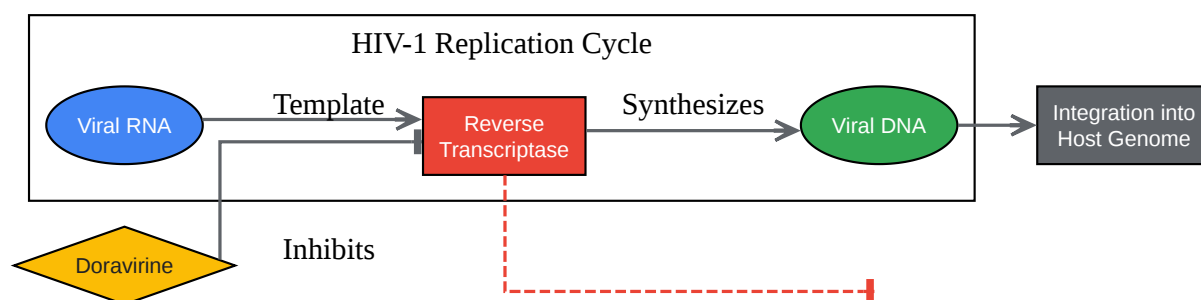 HIV-1 Replication Cycle
Viral RNA
Template
Reverse
Transcriptase
Synthesizes
Viral DNA
Integration into
Host Genome
Doravirine
Inhibits